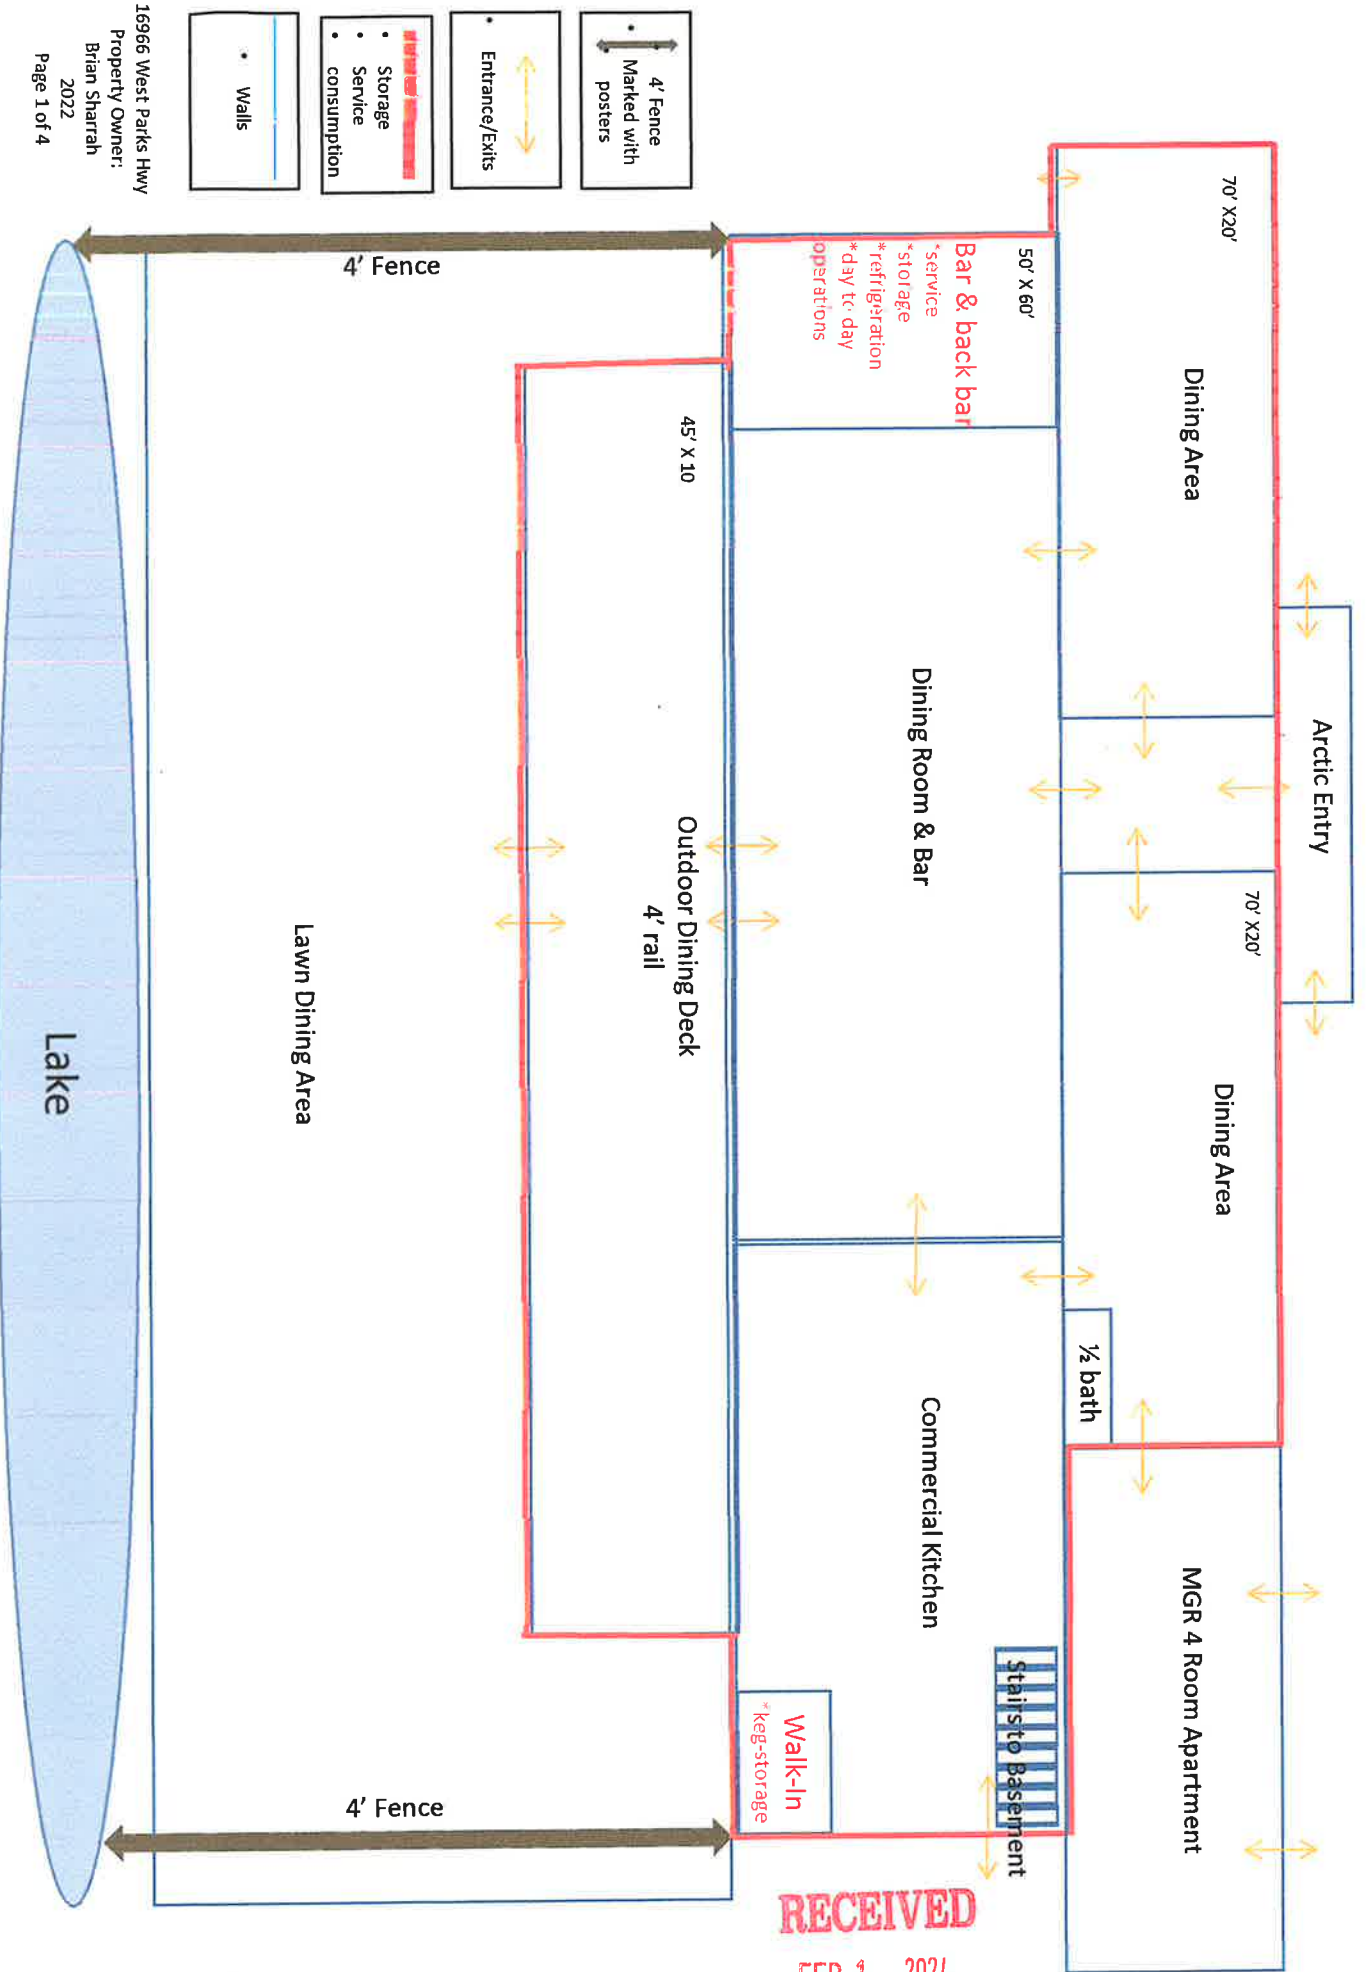 70' X20'
Dining Area
Arctic Entry
70' X20'
Dining Area
½ bath
MGR 4 Room Apartment
50' X 60'
Bar & back bar
*service
*storage
*refrigeration
*day to day
operations
Dining Room & Bar
Commercial Kitchen
Stairs to Basement
Walk-In
*keg-storage
45' X 10
Outdoor Dining Deck
4' rail
4' Fence
Lawn Dining Area
4' Fence
Lake
4' Fence
• Marked with
posters
• Entrance/Exits
• Storage
• Service
• consumption
• Walls
16966 West Parks Hwy
Property Owner:
Brian Sharrah
2022
Page 1 of 4
RECEIVED
FEB 1 202